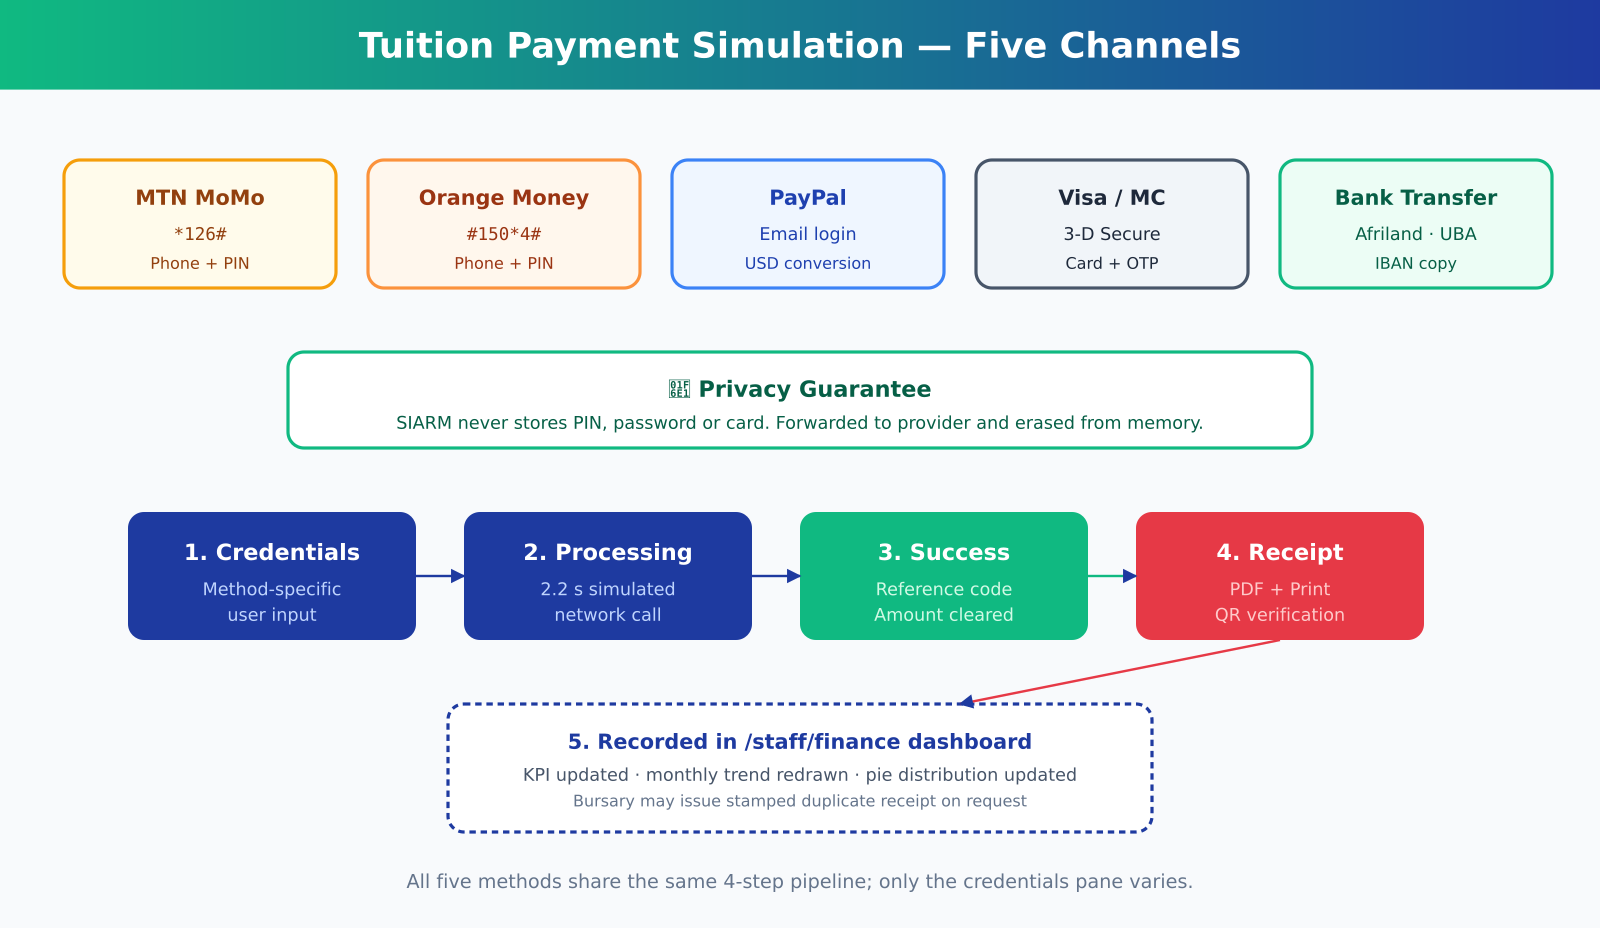 Tuition Payment Simulation — Five Channels
MTN MoMo
*126#
Phone + PIN
Orange Money
#150*4#
Phone + PIN
PayPal
Email login
USD conversion
Visa / MC
3-D Secure
Card + OTP
Bank Transfer
Afriland · UBA
IBAN copy
Privacy Guarantee
SIARM never stores PIN, password or card. Forwarded to provider and erased from memory.
1. Credentials
Method-specific
user input
2. Processing
2.2 s simulated
network call
3. Success
Reference code
Amount cleared
4. Receipt
PDF + Print
QR verification
5. Recorded in /staff/finance dashboard
KPI updated · monthly trend redrawn · pie distribution updated
Bursary may issue stamped duplicate receipt on request
All five methods share the same 4-step pipeline; only the credentials pane varies.